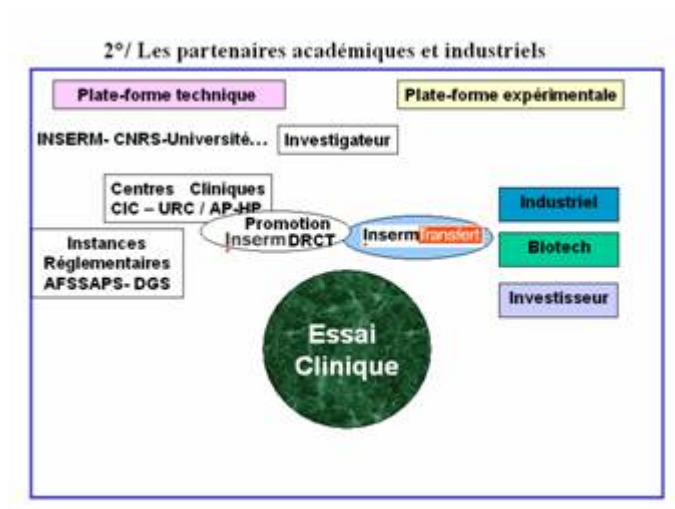 2°/ Les partenaires académiques et industriels
Plate-forme technique
Plate-forme expérimentale
INSERM- CNRS-Université...
Investigateur
Centres Cliniques
CIC – URC / AP-HP
Industriel
Promotion
Inserm DRCT
Inserm Transfert
Instances
Réglementaires
AFSSAPS- DGS
Biotech
Investisseur
Essai
Clinique